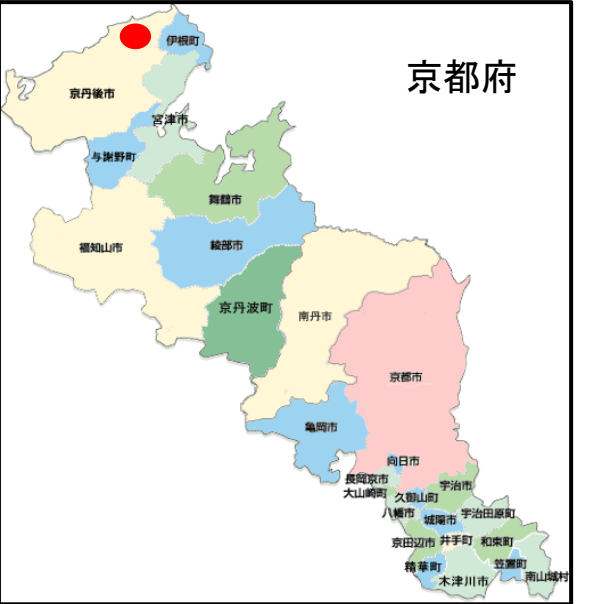 京都府
伊根町
京丹後市
宮津市
与謝野町
舞鶴市
綾部市
福知山市
京丹波町
南丹市
京都市
亀岡市
向日市
長岡京市
大山崎町
宇治市
久御山町
八幡市
宇治田原町
城陽市
京田辺市
井手町
和束町
精華町
笠置町
南山城村
木津川市